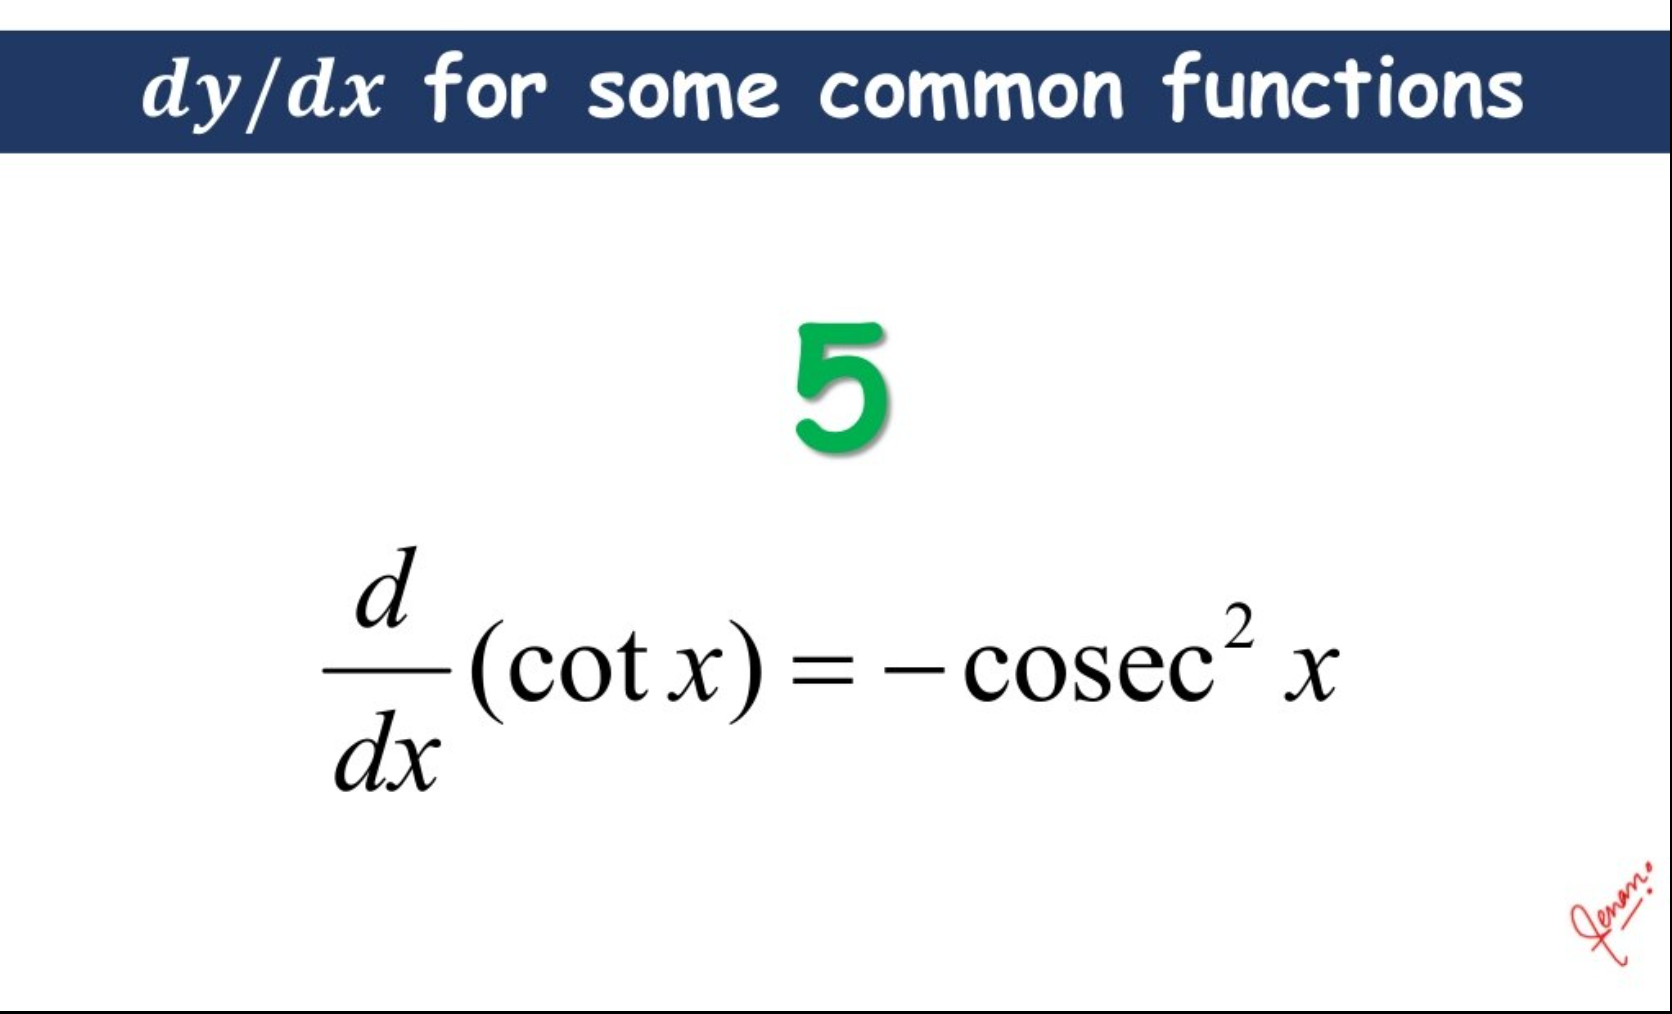 dy/dx for some common functions
5
d/dx (cot x) = – cosec² x